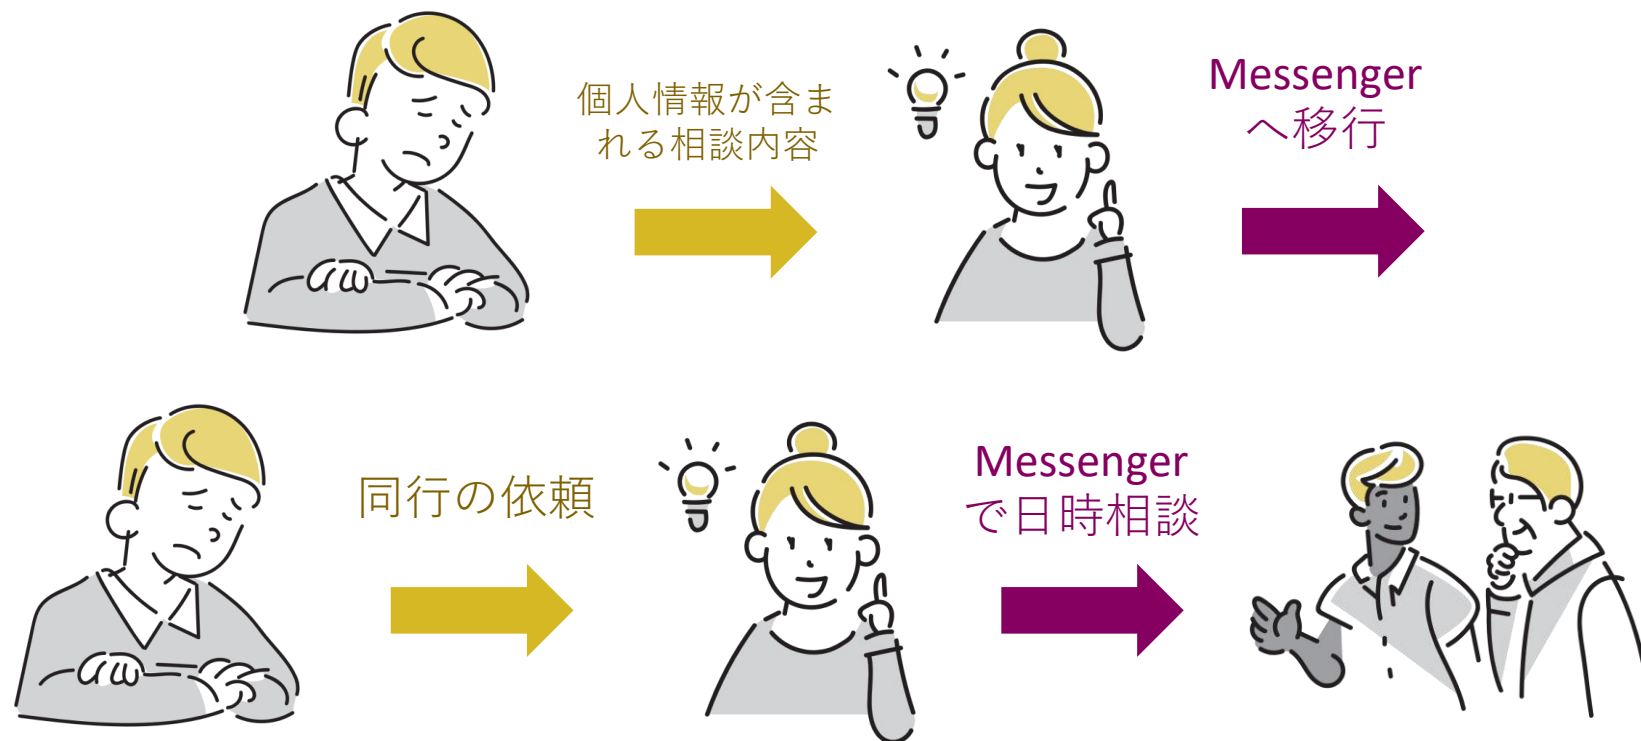 個人情報が含ま
れる相談内容
Messenger
へ移行
同行の依頼
Messenger
で日時相談